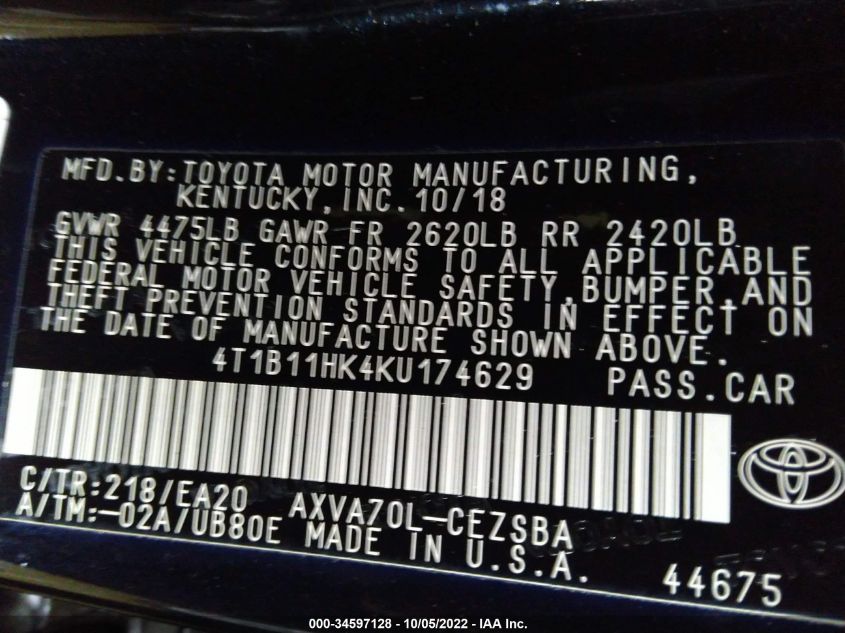 MFD.BY:TOYOTA MOTOR MANUFACTURING,
KENTUCKY,INC.10/18
GVWR 4475LB GAWR FR 2620LB RR 2420LB
THIS VEHICLE CONFORMS TO ALL APPLICABLE
FEDERAL MOTOR VEHICLE SAFETY,BUMPER,AND
THEFT PREVENTION STANDARDS IN EFFECT ON
THE DATE OF MANUFACTURE SHOWN ABOVE.
4T1B11HK4KU174629 PASS.CAR
C/TR:218/EA20 AXVA70L-CEZSBA
A/TM:-02A/UB80E MADE IN U.S.A.
44675
000-34597128 - 10/05/2022 - IAA Inc.